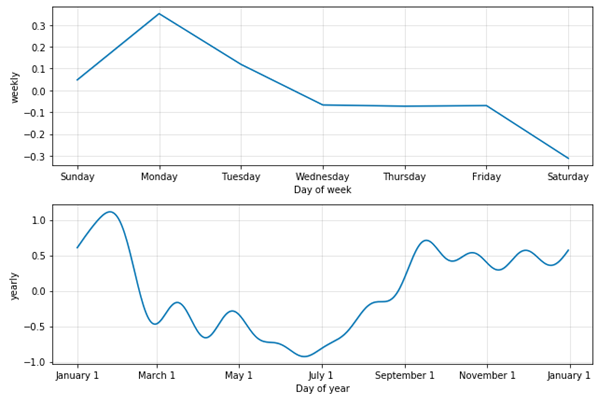 0.3
0.2
0.1
0.0
−0.1
−0.2
−0.3
weekly
Sunday Monday Tuesday Wednesday Thursday Friday Saturday
Day of week
1.0
0.5
0.0
−0.5
−1.0
yearly
January 1 March 1 May 1 July 1 September 1 November 1 January 1
Day of year